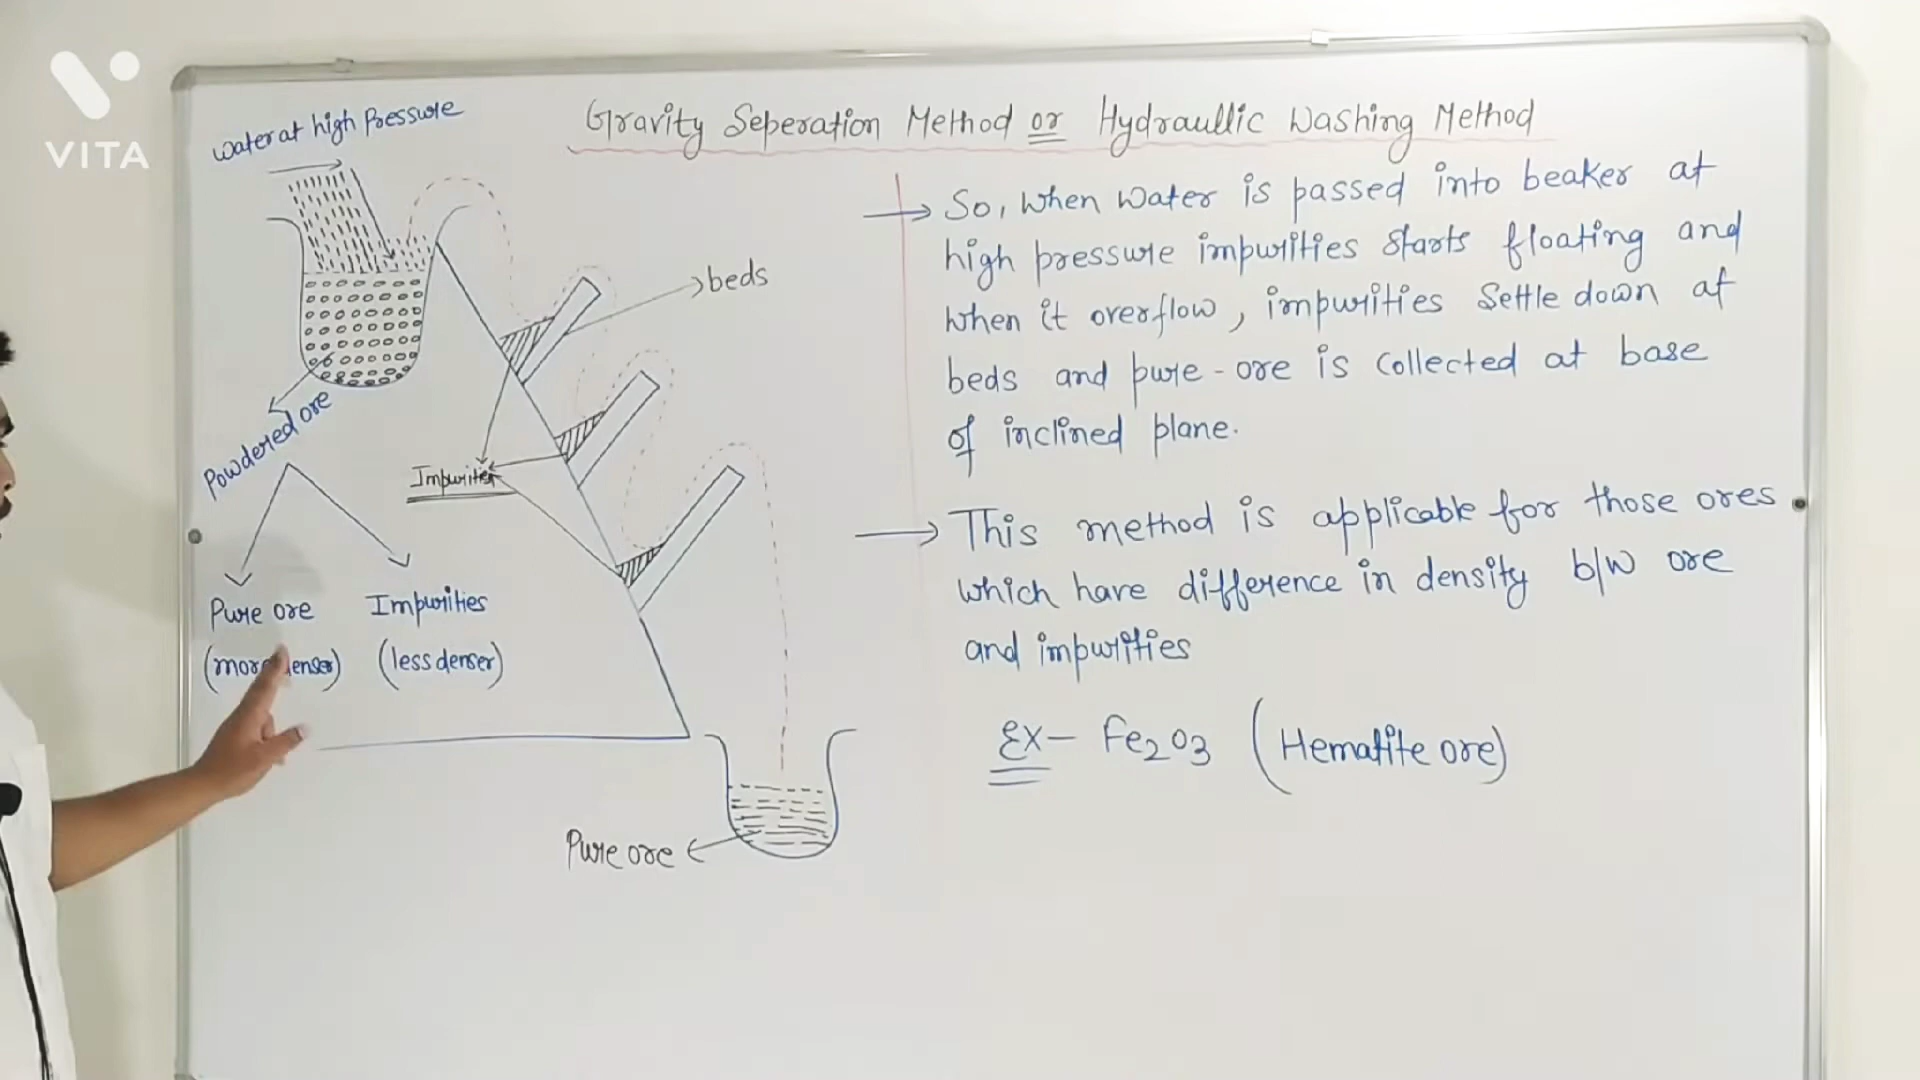 VITA
Water at high Pressure
Gravity Seperation Method or Hydraullic Washing Method
beds
Powdered ore
Impurites
Pure ore
(more denser)
Impurities
(less denser)
Pure ore
So, when water is passed into beaker at
high pressure impurities starts floating and
when it overflow, impurities settle down at
beds and pure-ore is collected at base
of inclined plane.
This method is applicable for those ores
which have difference in density b/w ore
and impurities
Ex- Fe2O3 (Hematite ore)